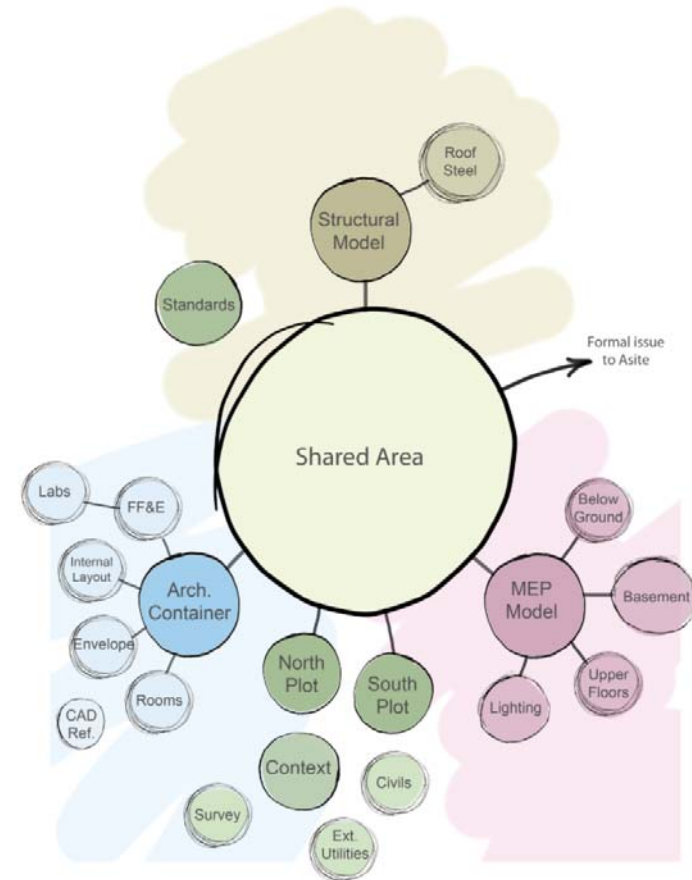 Roof
Steel
Structural
Model
Standards
Formal issue
to Asite
Shared Area
Labs
FF&E
Internal
Layout
Arch.
Container
Envelope
Rooms
CAD
Ref.
Below
Ground
MEP
Model
Basement
Upper
Floors
Lighting
North
Plot
South
Plot
Context
Civils
Survey
Ext.
Utilities